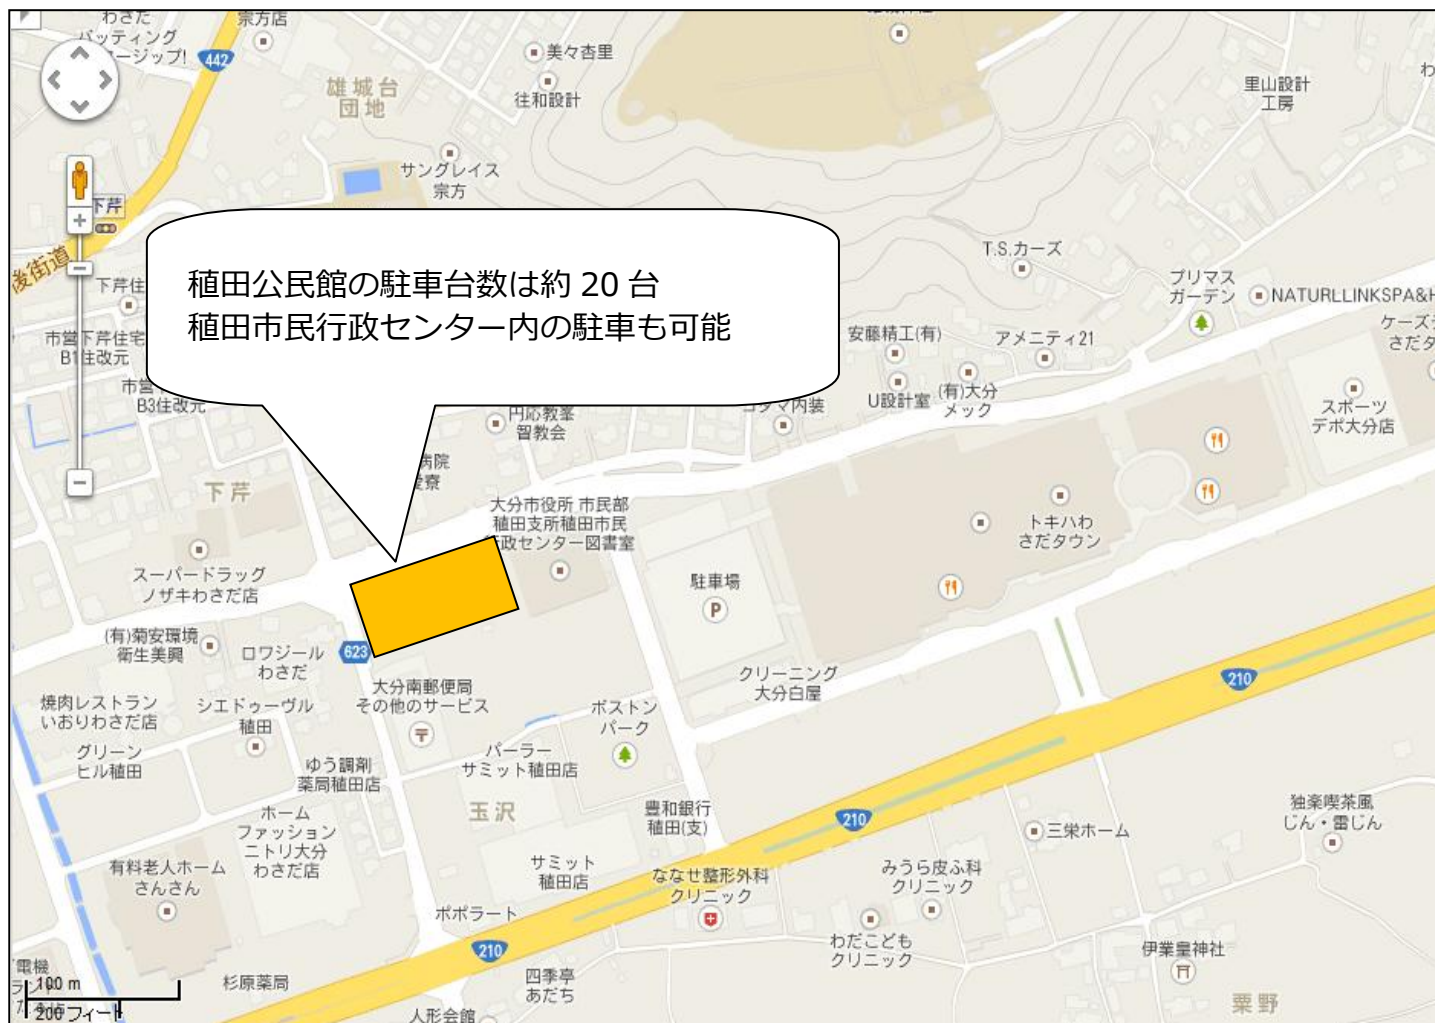 わさだ
バッティング
ージップ!
宗方店
442
雄城台
団地
美々杏里
往和設計
サングレイス
宗方
里山設計
工房
下芹
後街道
稙田公民館の駐車台数は約 20 台
稙田市民行政センター内の駐車も可能
T.S.カーズ
プリマス
ガーデン
NATURLLINKSPA&H
ケーズデ
さだタ
下芹住
市営下芹住宅
B1住改元
市営
B3住改元
安藤精工(有)
アメニティ21
U設計室
(有)大分
メック
コダマ内装
スポーツ
デポ大分店
円応教峯
智教会
病院
愛寮
下芹
大分市役所 市民部
稙田支所稙田市民
行政センター図書室
トキハわ
さだタウン
スーパードラッグ
ノザキわさだ店
駐車場
P
(有)菊安環境
衛生美興
ロワジール
わさだ
623
クリーニング
大分白屋
210
大分南郵便局
その他のサービス
焼肉レストラン
いおりわさだ店
シエドゥーヴル
稙田
ボストン
パーク
グリーン
ヒル稙田
ゆう調剤
薬局稙田店
パーラー
サミット稙田店
玉沢
豊和銀行
稙田(支)
210
独楽喫茶風
じん・雷じん
三栄ホーム
ホーム
ファッション
ニトリ大分
わさだ店
有料老人ホーム
さんさん
サミット
稙田店
ななせ整形外科
クリニック
みうら皮ふ科
クリニック
ポポラート
210
わだこども
クリニック
伊業皇神社
電機
100 m
200 フィート
杉原薬局
四季亭
あだち
人形会館
粟野